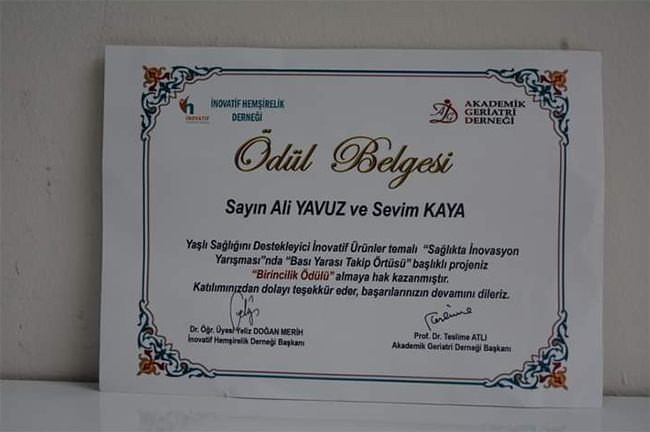 İNOVATİF
İNOVATİF HEMŞİRELİK
DERNEĞİ
AKADEMİK
GERİATRİ
DERNEĞİ
Ödül Belgesi
Sayın Ali YAVUZ ve Sevim KAYA
Yaşlı Sağlığını Destekleyici İnovatif Ürünler temalı “Sağlıkta İnovasyon
Yarışması”nda “Bası Yarası Takip Örtüsü” başlıklı projeniz
“Birincilik Ödülü” almaya hak kazanmıştır.
Katılımınızdan dolayı teşekkür eder, başarılarınızın devamını dileriz.
Dr. Öğr. Üyesi Yeliz DOĞAN MERİH
İnovatif Hemşirelik Derneği Başkanı
Prof. Dr. Teslime ATLI
Akademik Geriatri Derneği Başkanı